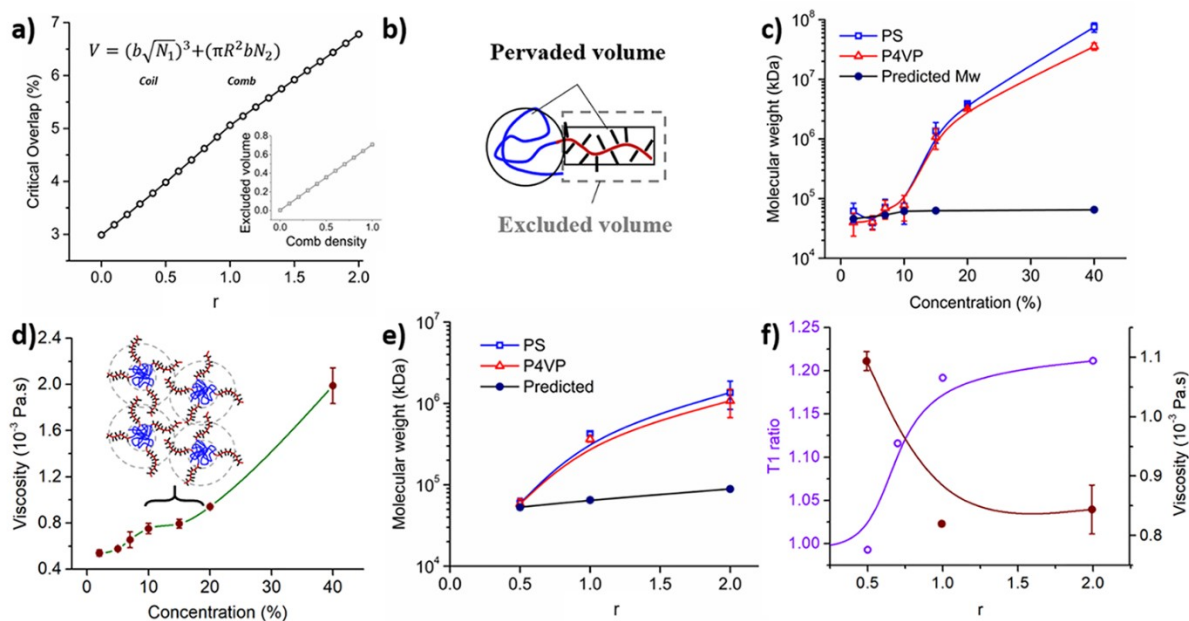 a)
7
6
5
4
3
Critical Overlap (%)
V = (b√N₁)³+(πR²bN₂)
Coil
Comb
0.8
0.6
0.4
0.2
0.0
Excluded volume
0.0
0.5
1.0
Comb density
0.0
0.5
1.0
1.5
2.0
r
b)
Pervaded volume
Excluded volume
c)
10⁸
10⁷
10⁶
10⁵
10⁴
Molecular weight (kDa)
PS
P4VP
Predicted Mw
0
10
20
30
40
Concentration (%)
d)
2.4
2.0
1.6
1.2
0.8
0.4
Viscosity (10⁻³ Pa.s)
0
10
20
30
40
Concentration (%)
e)
10⁷
10⁶
10⁵
10⁴
Molecular weight (kDa)
PS
P4VP
Predicted
0.0
0.5
1.0
1.5
2.0
r
f)
1.25
1.20
1.15
1.10
1.05
1.00
T1 ratio
1.1
1.0
0.9
0.8
Viscosity (10⁻³ Pa.s)
0.5
1.0
1.5
2.0
r